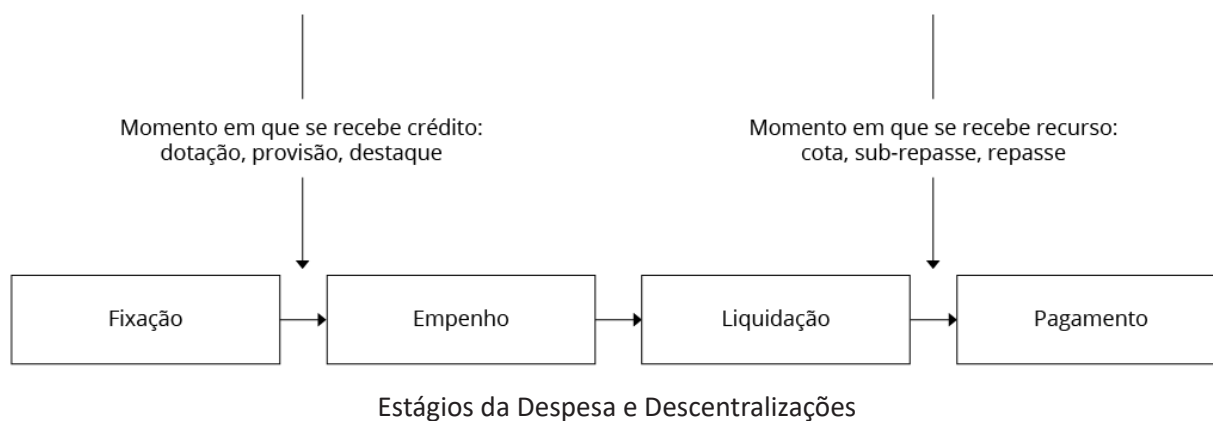 Momento em que se recebe crédito:
dotação, provisão, destaque
Momento em que se recebe recurso:
cota, sub-repasse, repasse
Fixação
Empenho
Liquidação
Pagamento
Estágios da Despesa e Descentralizações